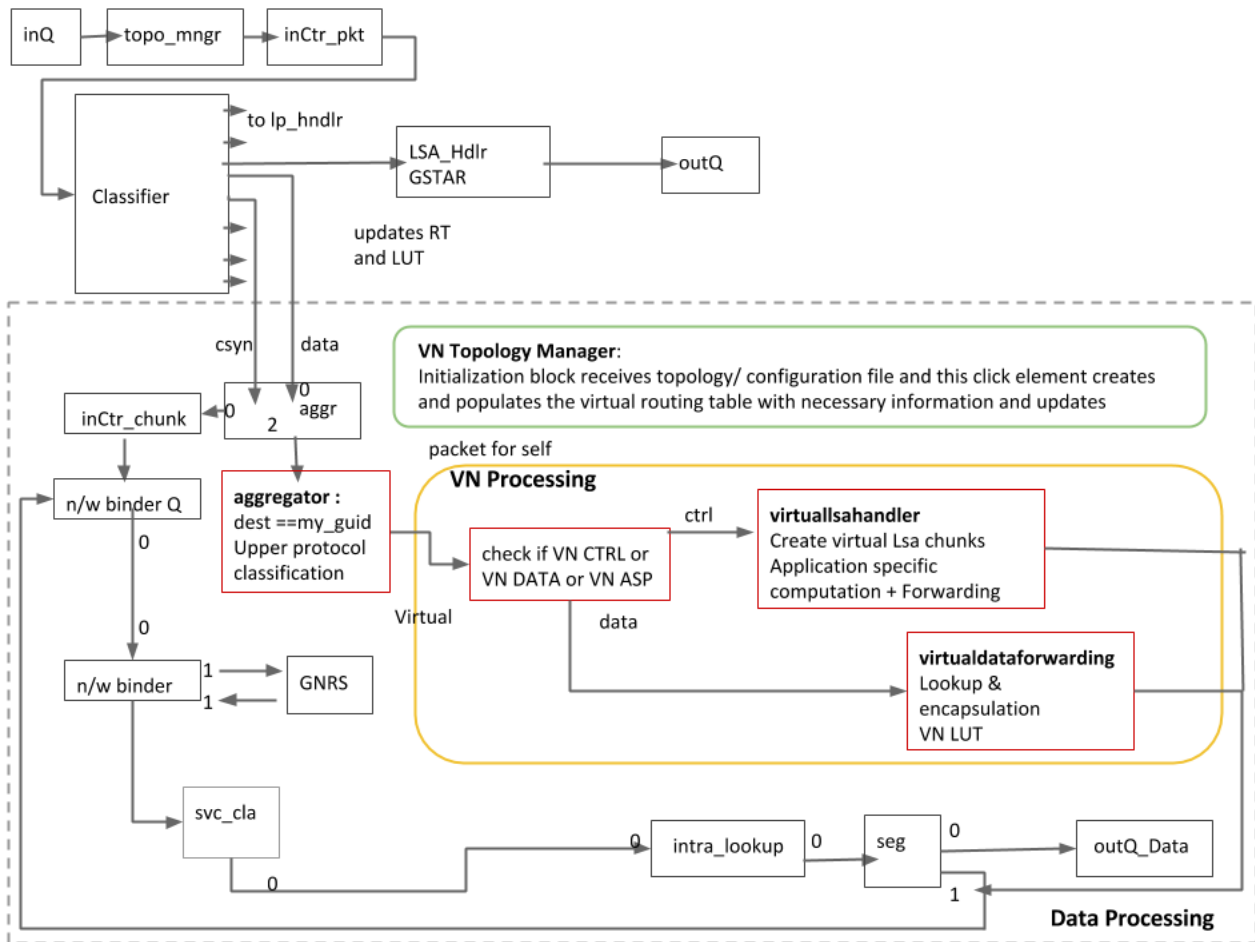 inQ
topo_mngr
inCtr_pkt
to lp_hndlr
Classifier
LSA_Hdlr
GSTAR
outQ
updates RT
and LUT
csyn
data
VN Topology Manager:
Initialization block receives topology/ configuration file and this click element creates
and populates the virtual routing table with necessary information and updates
0
aggr
0
2
inCtr_chunk
packet for self
VN Processing
n/w binder Q
0
aggregator :
dest ==my_guid
Upper protocol
classification
check if VN CTRL or
VN DATA or VN ASP
ctrl
virtuallsahandler
Create virtual Lsa chunks
Application specific
computation + Forwarding
Virtual
data
0
n/w binder
1
1
GNRS
virtualdataforwarding
Lookup &
encapsulation
VN LUT
svc_cla
0
0
intra_lookup
0
seg
0
1
outQ_Data
Data Processing